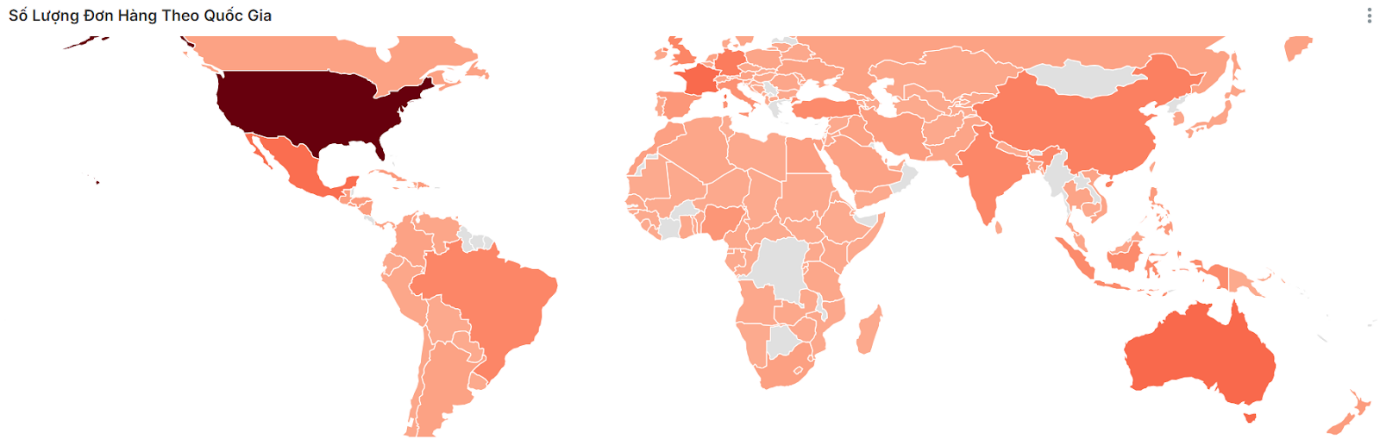 Số Lượng Đơn Hàng Theo Quốc Gia